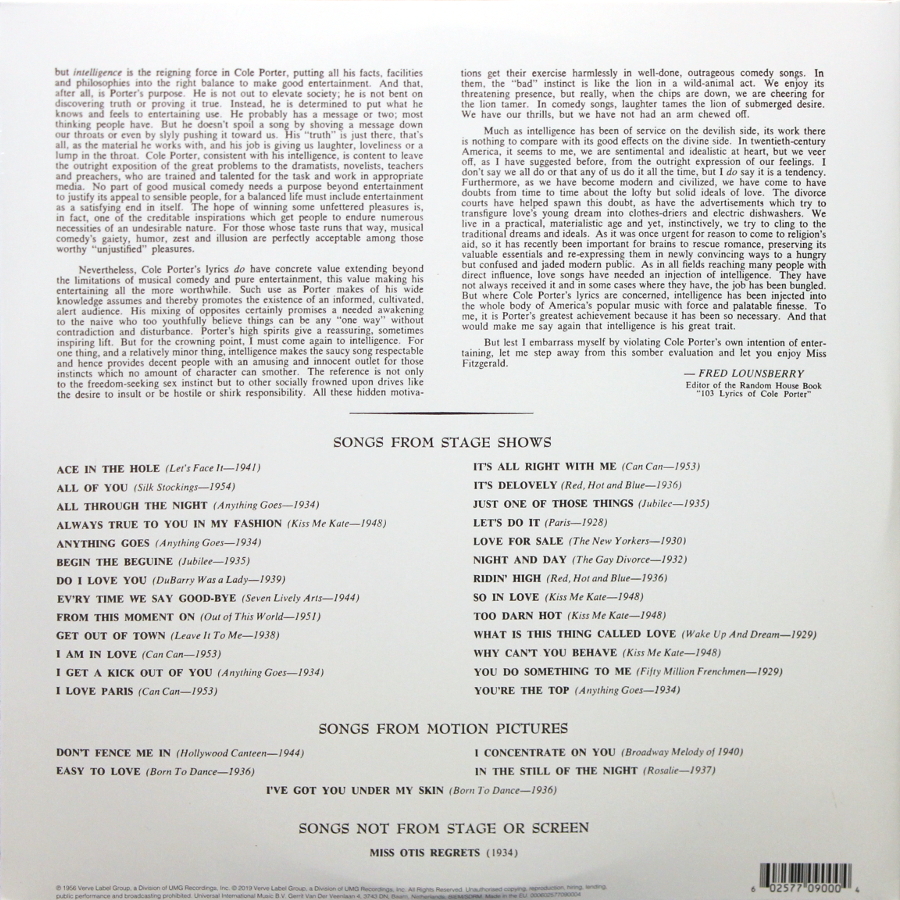 but intelligence is the reigning force in Cole Porter, putting all his facts, facilities
and philosophies into the right balance to make good entertainment. And that,
after all, is Porter's purpose. He is not out to elevate society; he is not bent on
discovering truth or proving it true. Instead, he is determined to put what he
knows and feels to entertaining use. He probably has a message or two; most
thinking people have. But he doesn't spoil a song by shoving a message down
our throats or even by slyly pushing it toward us. His "truth" is just there, that's
all, as the material he works with, and his job is giving us laughter, loveliness or a
lump in the throat. Cole Porter, consistent with his intelligence, is content to leave
the outright exposition of the great problems to the dramatists, novelists, teachers
and preachers, who are trained and talented for the task and work in appropriate
media. No part of good musical comedy needs a purpose beyond entertainment
to justify its appeal to sensible people, for a balanced life must include entertainment
as a satisfying end in itself. The hope of winning some unfettered pleasures is,
in fact, one of the creditable inspirations which get people to endure numerous
necessities of an undesirable nature. For those whose taste runs that way, musical
comedy's gaiety, humor, zest and illusion are perfectly acceptable among those
worthy "unjustified" pleasures.
Nevertheless, Cole Porter's lyrics do have concrete value extending beyond
the limitations of musical comedy and pure entertainment, this value making his
entertaining all the more worthwhile. Such use as Porter makes of his wide
knowledge assumes and thereby promotes the existence of an informed, cultivated,
alert audience. His mixing of opposites certainly promises a needed awakening
to the naive who too youthfully believe things can be any "one way" without
contradiction and disturbance. Porter's high spirits give a reassuring, sometimes
inspiring lift. But for the crowning point, I must come again to intelligence. For
one thing, and a relatively minor thing, intelligence makes the saucy song respectable
and hence provides decent people with an amusing and innocent outlet for those
instincts which no amount of character can smother. The reference is not only
to the freedom-seeking sex instinct but to other socially frowned upon drives like
the desire to insult or be hostile or shirk responsibility. All these hidden motiva-
tions get their exercise harmlessly in well-done, outrageous comedy songs. In
them, the "bad" instinct is like the lion in a wild-animal act. We enjoy its
threatening presence, but really, when the chips are down, we are cheering for
the lion tamer. In comedy songs, laughter tames the lion of submerged desire.
We have our thrills, but we have not had an arm chewed off.
Much as intelligence has been of service on the devilish side, its work there
is nothing to compare with its good effects on the divine side. In twentieth-century
America, it seems to me, we are sentimental and idealistic at heart, but we veer
off, as I have suggested before, from the outright expression of our feelings. I
don't say we all do or that any of us do it all the time, but I do say it is a tendency.
Furthermore, as we have become modern and civilized, we have come to have
doubts from time to time about the lofty but solid ideals of love. The divorce
courts have helped spawn this doubt, as have the advertisements which try to
transfigure love's young dream into clothes-driers and electric dishwashers. We
live in a practical, materialistic age and yet, instinctively, we try to cling to the
traditional dreams and ideals. As it was once urgent for reason to come to religion's
aid, so it has recently been important for brains to rescue romance, preserving its
valuable essentials and re-expressing them in newly convincing ways to a hungry
but confused and jaded modern public. As in all fields reaching many people with
direct influence, love songs have needed an injection of intelligence. They have
not always received it and in some cases where they have, the job has been bungled.
But where Cole Porter's lyrics are concerned, intelligence has been injected into
the whole body of America's popular music with force and palatable finesse. To
me, it is Porter's greatest achievement because it has been so necessary. And that
would make me say again that intelligence is his great trait.
But lest I embarrass myself by violating Cole Porter's own intention of enter-
taining, let me step away from this somber evaluation and let you enjoy Miss
Fitzgerald.
— FRED LOUNSBERRY
Editor of the Random House Book
"103 Lyrics of Cole Porter"
SONGS FROM STAGE SHOWS
ACE IN THE HOLE (Let's Face It—1941)
ALL OF YOU (Silk Stockings—1954)
ALL THROUGH THE NIGHT (Anything Goes—1934)
ALWAYS TRUE TO YOU IN MY FASHION (Kiss Me Kate—1948)
ANYTHING GOES (Anything Goes—1934)
BEGIN THE BEGUINE (Jubilee—1935)
DO I LOVE YOU (DuBarry Was a Lady—1939)
EV'RY TIME WE SAY GOOD-BYE (Seven Lively Arts—1944)
FROM THIS MOMENT ON (Out of This World—1951)
GET OUT OF TOWN (Leave It To Me—1938)
I AM IN LOVE (Can Can—1953)
I GET A KICK OUT OF YOU (Anything Goes—1934)
I LOVE PARIS (Can Can—1953)
IT'S ALL RIGHT WITH ME (Can Can—1953)
IT'S DELOVELY (Red, Hot and Blue—1936)
JUST ONE OF THOSE THINGS (Jubilee—1935)
LET'S DO IT (Paris—1928)
LOVE FOR SALE (The New Yorkers—1930)
NIGHT AND DAY (The Gay Divorce—1932)
RIDIN' HIGH (Red, Hot and Blue—1936)
SO IN LOVE (Kiss Me Kate—1948)
TOO DARN HOT (Kiss Me Kate—1948)
WHAT IS THIS THING CALLED LOVE (Wake Up And Dream—1929)
WHY CAN'T YOU BEHAVE (Kiss Me Kate—1948)
YOU DO SOMETHING TO ME (Fifty Million Frenchmen—1929)
YOU'RE THE TOP (Anything Goes—1934)
SONGS FROM MOTION PICTURES
DON'T FENCE ME IN (Hollywood Canteen—1944)
EASY TO LOVE (Born To Dance—1936)
I CONCENTRATE ON YOU (Broadway Melody of 1940)
IN THE STILL OF THE NIGHT (Rosalie—1937)
I'VE GOT YOU UNDER MY SKIN (Born To Dance—1936)
SONGS NOT FROM STAGE OR SCREEN
MISS OTIS REGRETS (1934)
℗ 1956 Verve Label Group, a Division of UMG Recordings, Inc. © 2019 Verve Label Group, a Division of UMG Recordings, Inc. All Rights Reserved. Unauthorised copying, reproduction, hiring, lending,
public performance and broadcasting prohibited. Universal International Music B.V. Gerrit Van Der Veenlaan 4, 3743 DN, Baarn, Netherlands. Made in the EU. 00602577090004
6 02577 09000 4